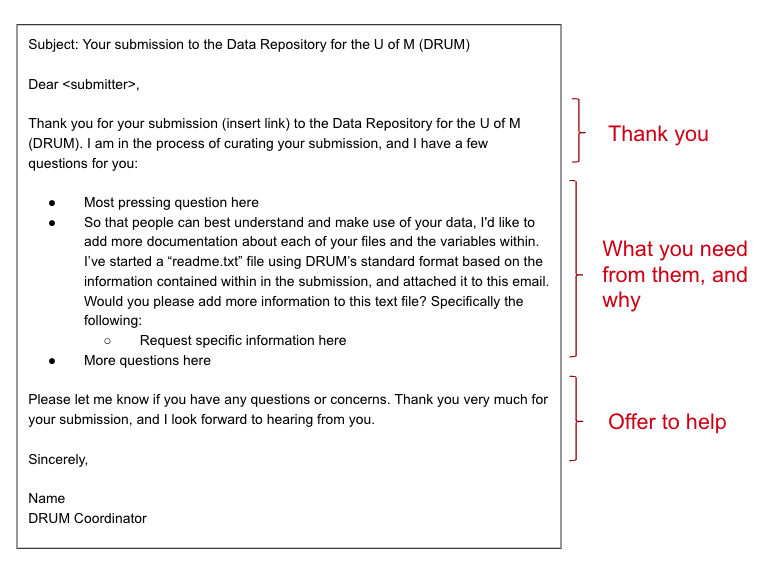 Subject: Your submission to the Data Repository for the U of M (DRUM)
Dear <submitter>,
Thank you for your submission (insert link) to the Data Repository for the U of M
(DRUM). I am in the process of curating your submission, and I have a few
questions for you:
● Most pressing question here
● So that people can best understand and make use of your data, I'd like to
add more documentation about each of your files and the variables within.
I've started a “readme.txt” file using DRUM's standard format based on the
information contained within in the submission, and attached it to this email.
Would you please add more information to this text file? Specifically the
following:
○ Request specific information here
● More questions here
Please let me know if you have any questions or concerns. Thank you very much for
your submission, and I look forward to hearing from you.
Sincerely,
Name
DRUM Coordinator
Thank you
What you need
from them, and
why
Offer to help